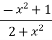 −x² + 1
2 + x²